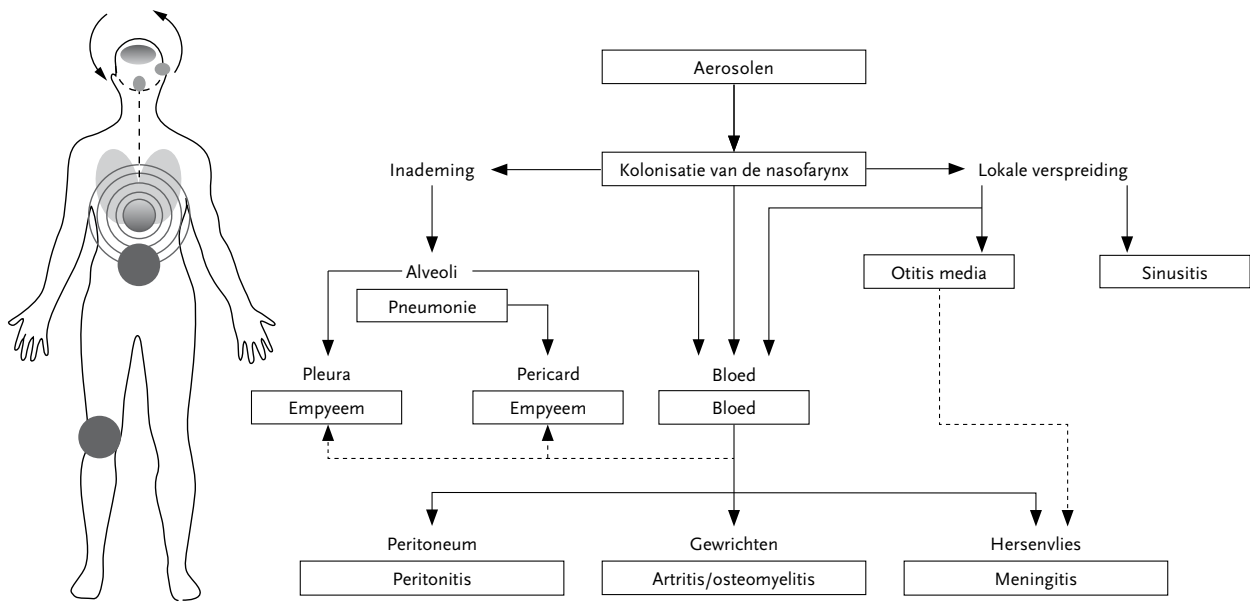 Aerosolen
Inademing
Kolonisatie van de nasofarynx
Lokale verspreiding
Alveoli
Otitis media
Sinusitis
Pneumonie
Pleura
Pericard
Bloed
Empyeem
Empyeem
Bloed
Peritoneum
Gewrichten
Hersenvlies
Peritonitis
Artritis/osteomyelitis
Meningitis